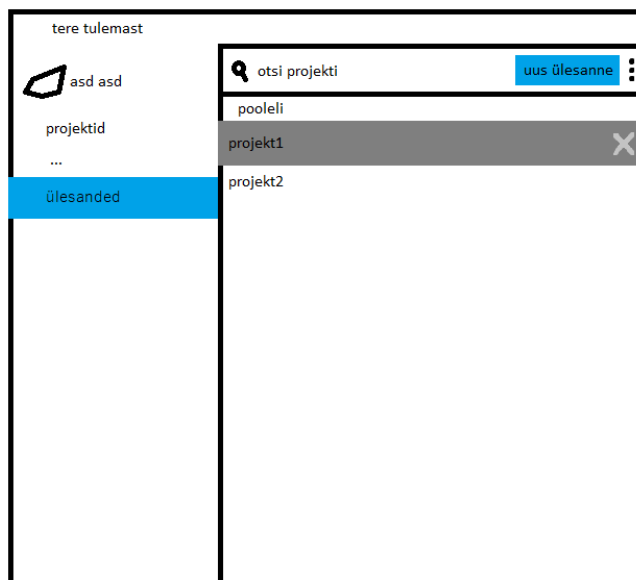 tere tulemast
asd asd
projektid
...
ülesanded
otsi projekti
uus ülesanne
pooleli
projekt1
projekt2